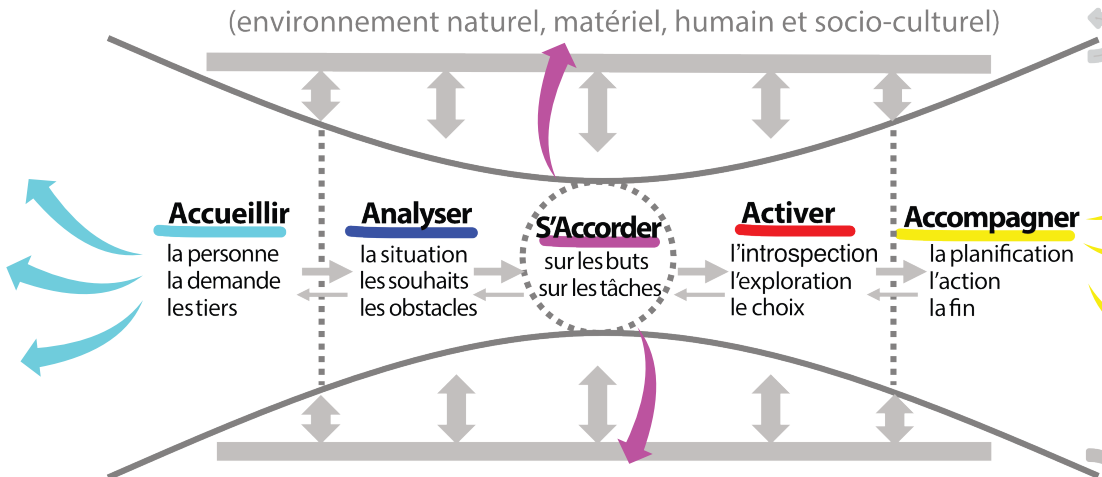 (environnement naturel, matériel, humain et socio-culturel)
Accueillir
la personne
la demande
les tiers
Analyser
la situation
les souhaits
les obstacles
S'Accorder
sur les buts
sur les tâches
Activer
l'introspection
l'exploration
le choix
Accompagner
la planification
l'action
la fin